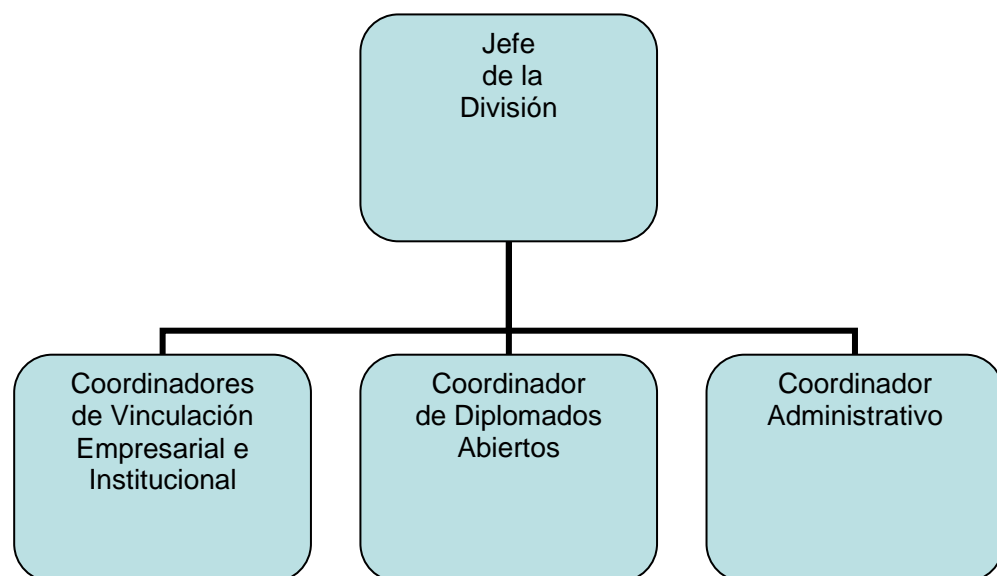 Jefe
de la
División
Coordinadores
de Vinculación
Empresarial e
Institucional
Coordinador
de Diplomados
Abiertos
Coordinador
Administrativo